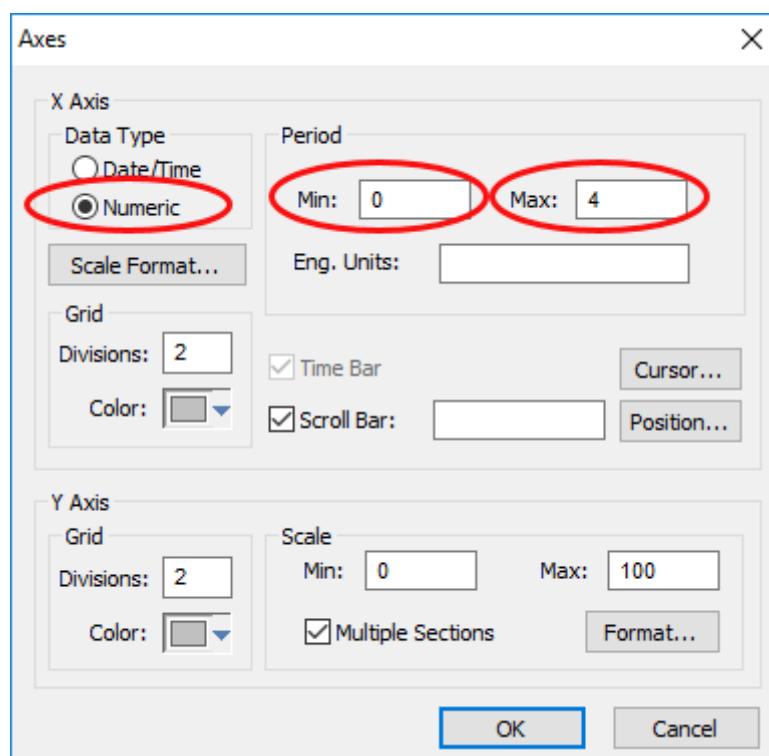 Axes
X Axis
Data Type
Period
Date/Time
Numeric
Min: 0
Max: 4
Scale Format...
Eng. Units:
Grid
Divisions: 2
Time Bar
Cursor...
Color:
Scroll Bar:
Position...
Y Axis
Grid
Scale
Divisions: 2
Min: 0
Max: 100
Color:
Multiple Sections
Format...
OK
Cancel